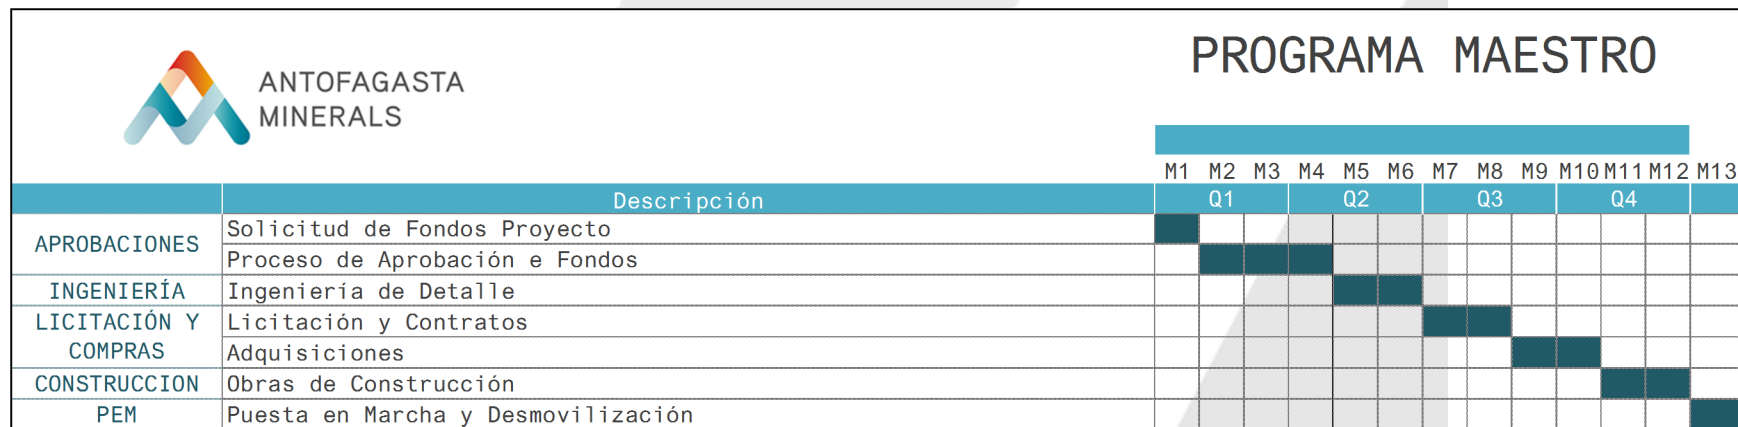 ANTOFAGASTA
MINERALS
PROGRAMA MAESTRO
M1 M2 M3 M4 M5 M6 M7 M8 M9 M10 M11 M12 M13
Descripción Q1 Q2 Q3 Q4
APROBACIONES
Solicitud de Fondos Proyecto
Proceso de Aprobación e Fondos
INGENIERÍA Ingeniería de Detalle
LICITACIÓN Y COMPRAS
Licitación y Contratos
Adquisiciones
CONSTRUCCION Obras de Construcción
PEM Puesta en Marcha y Desmovilización